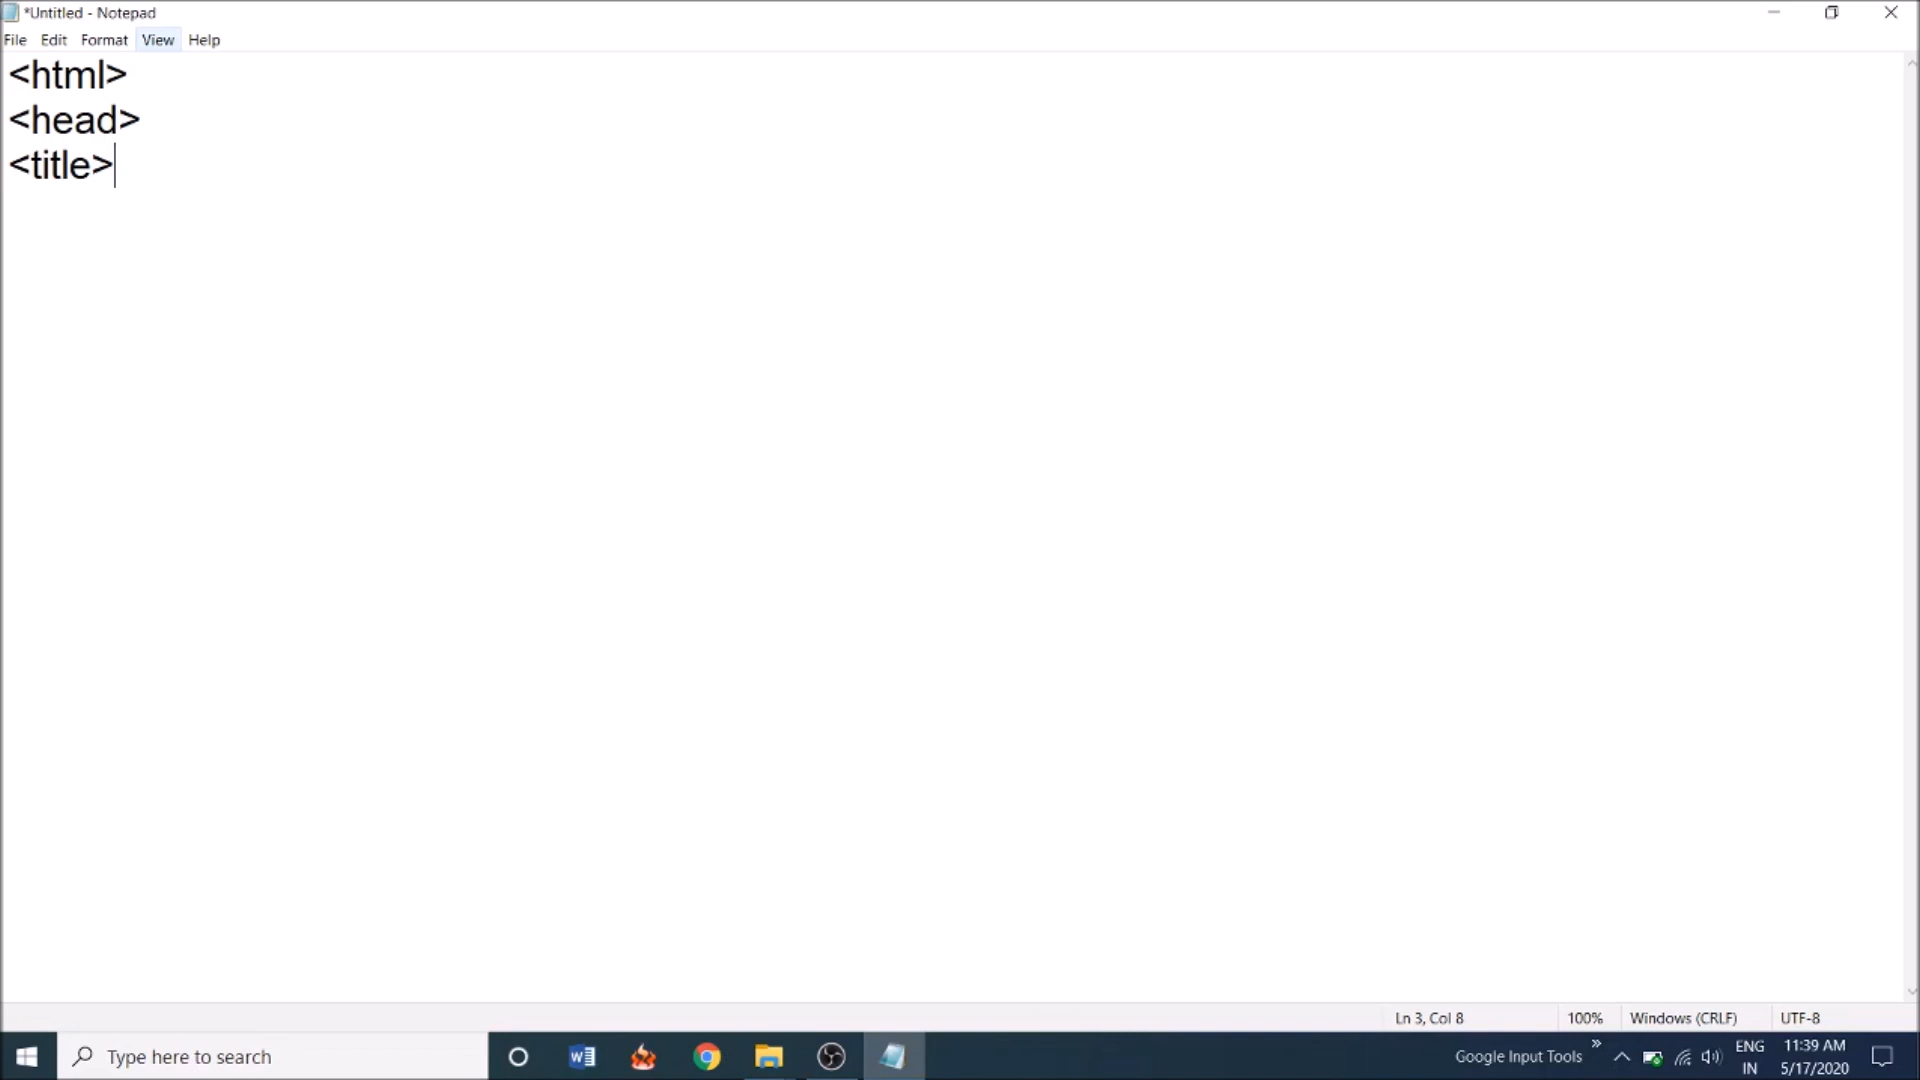 *Untitled - Notepad
File Edit Format View Help
<html>
<head>
<title>
Ln 3, Col 8 100% Windows (CRLF) UTF-8
Type here to search
Google Input Tools » ENG 11:39 AM
IN 5/17/2020